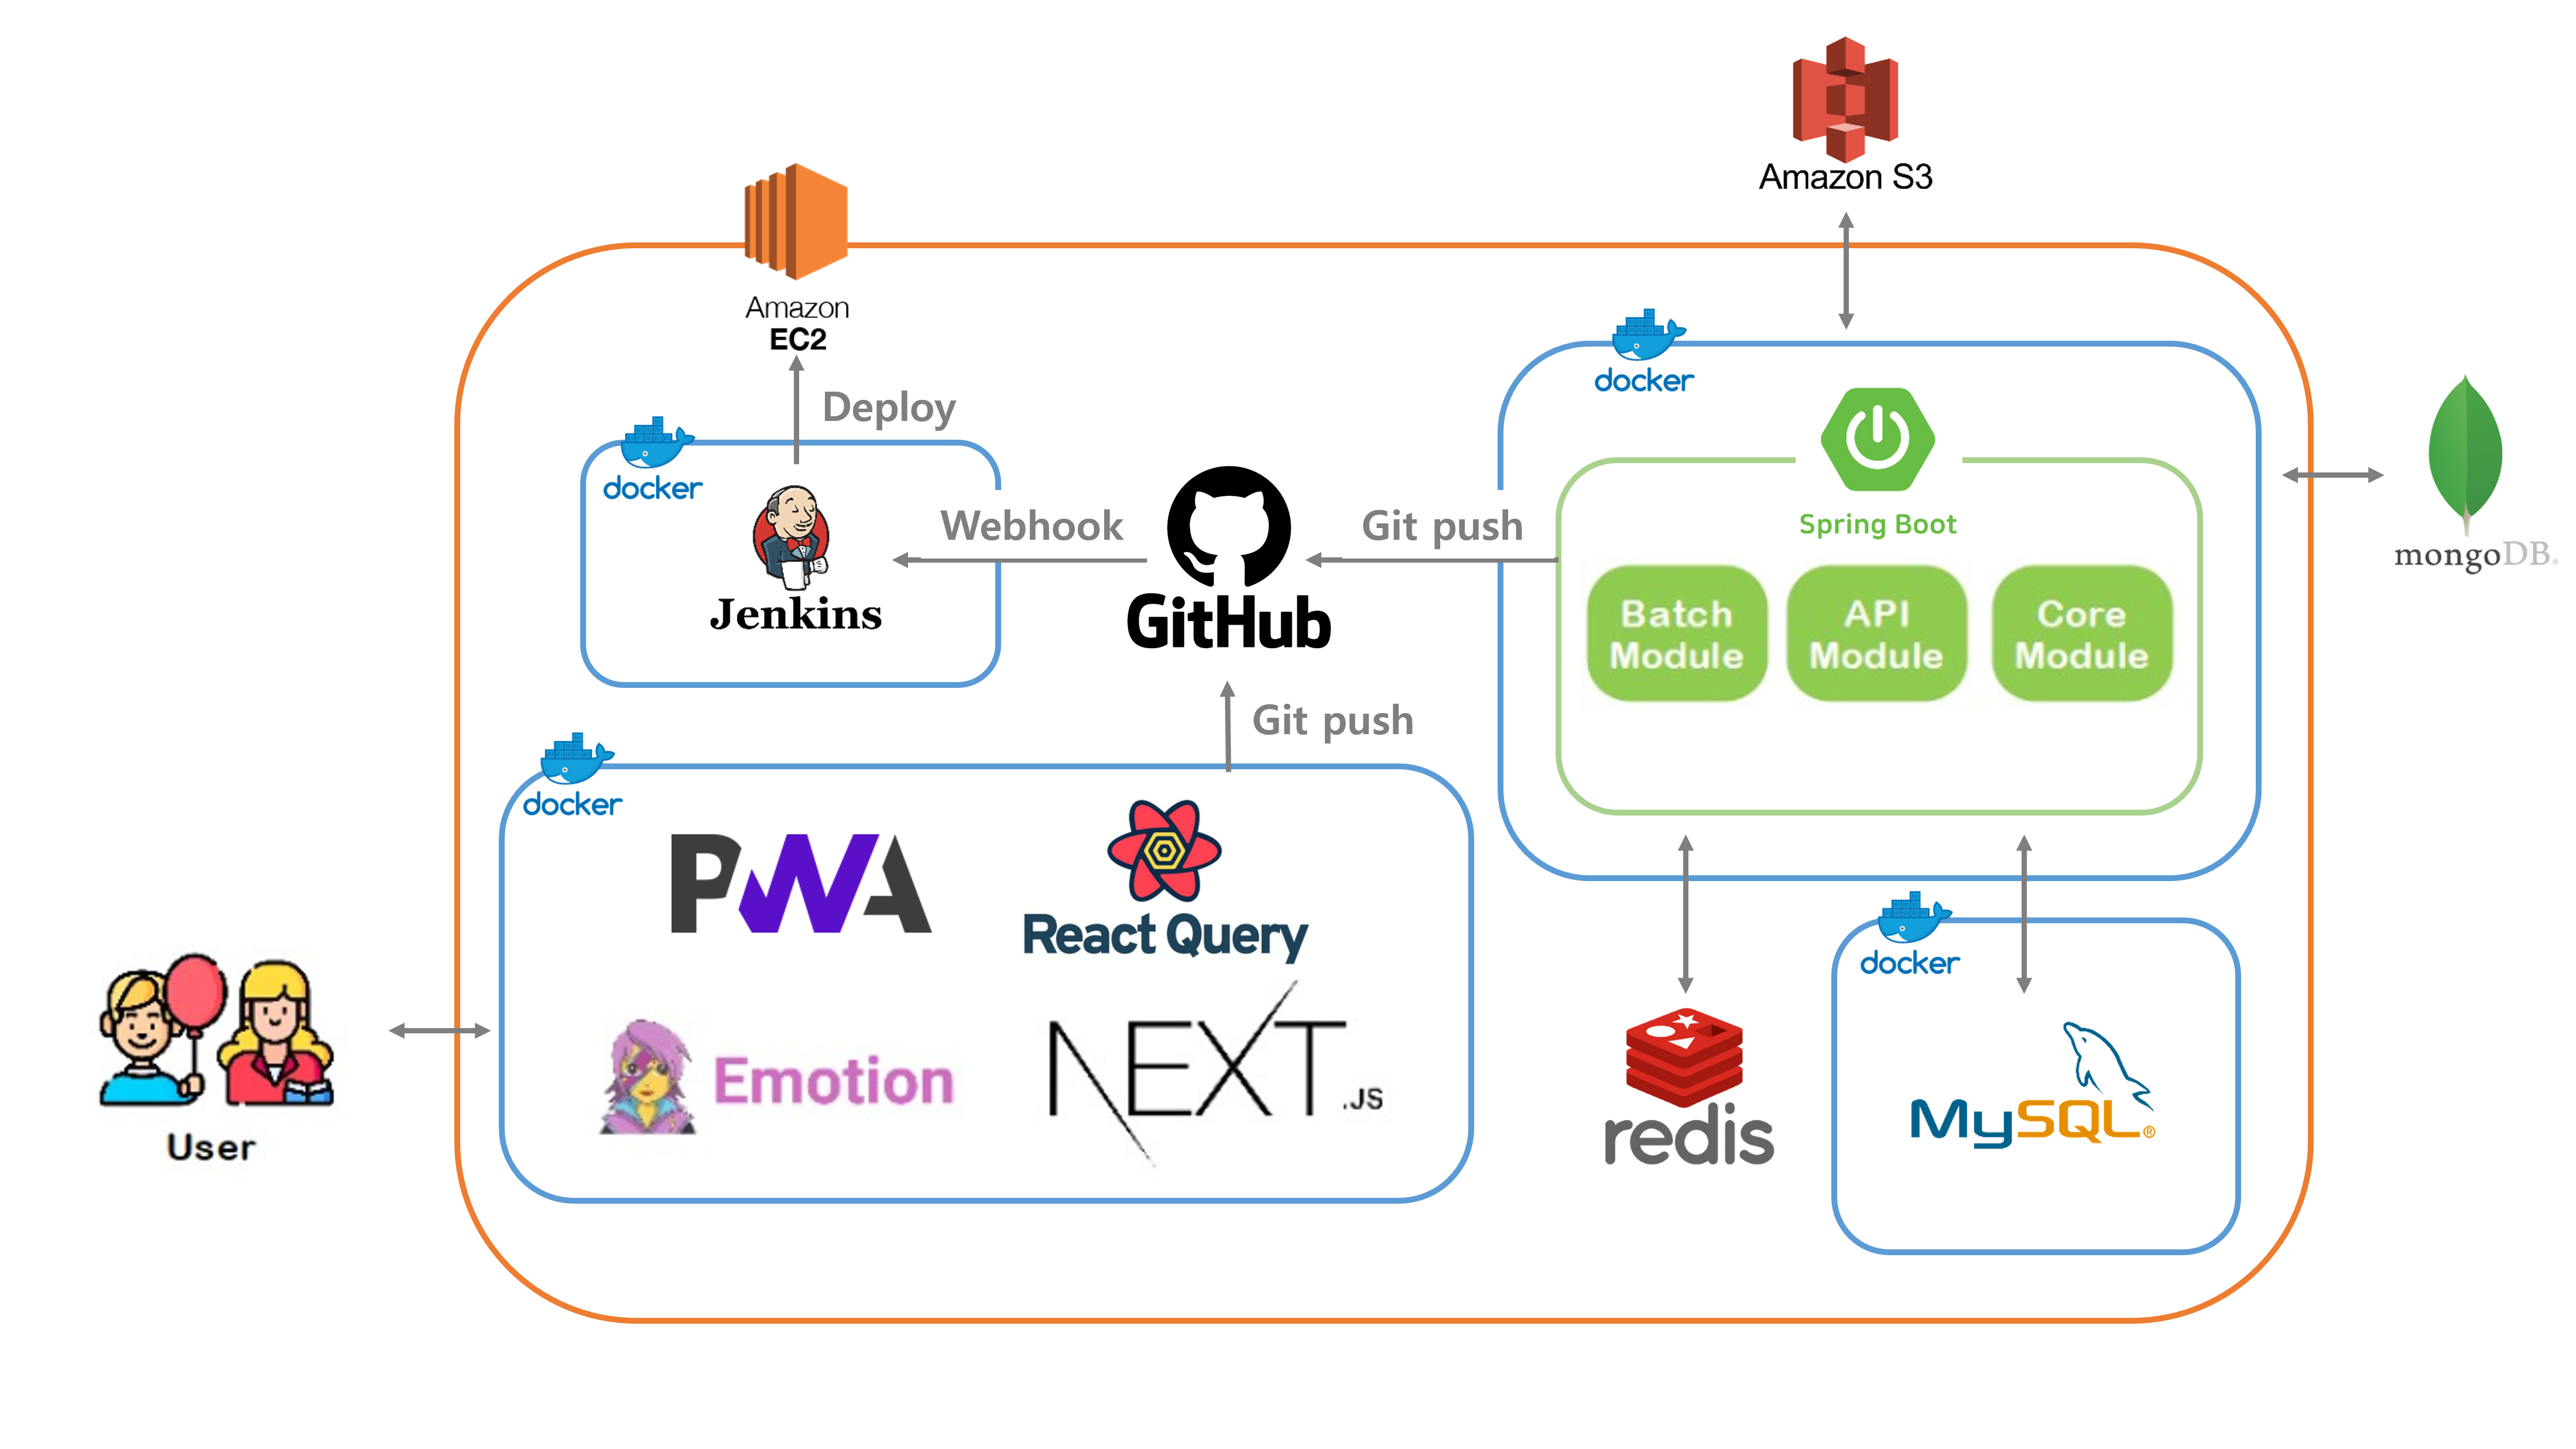 Amazon S3
Amazon
EC2
Deploy
docker
docker
Spring Boot
mongoDB.
docker
Jenkins
Webhook
GitHub
Git push
Batch
Module
API
Module
Core
Module
Git push
docker
PWA
React Query
Emotion
NEXT.JS
User
docker
redis
MySQL®